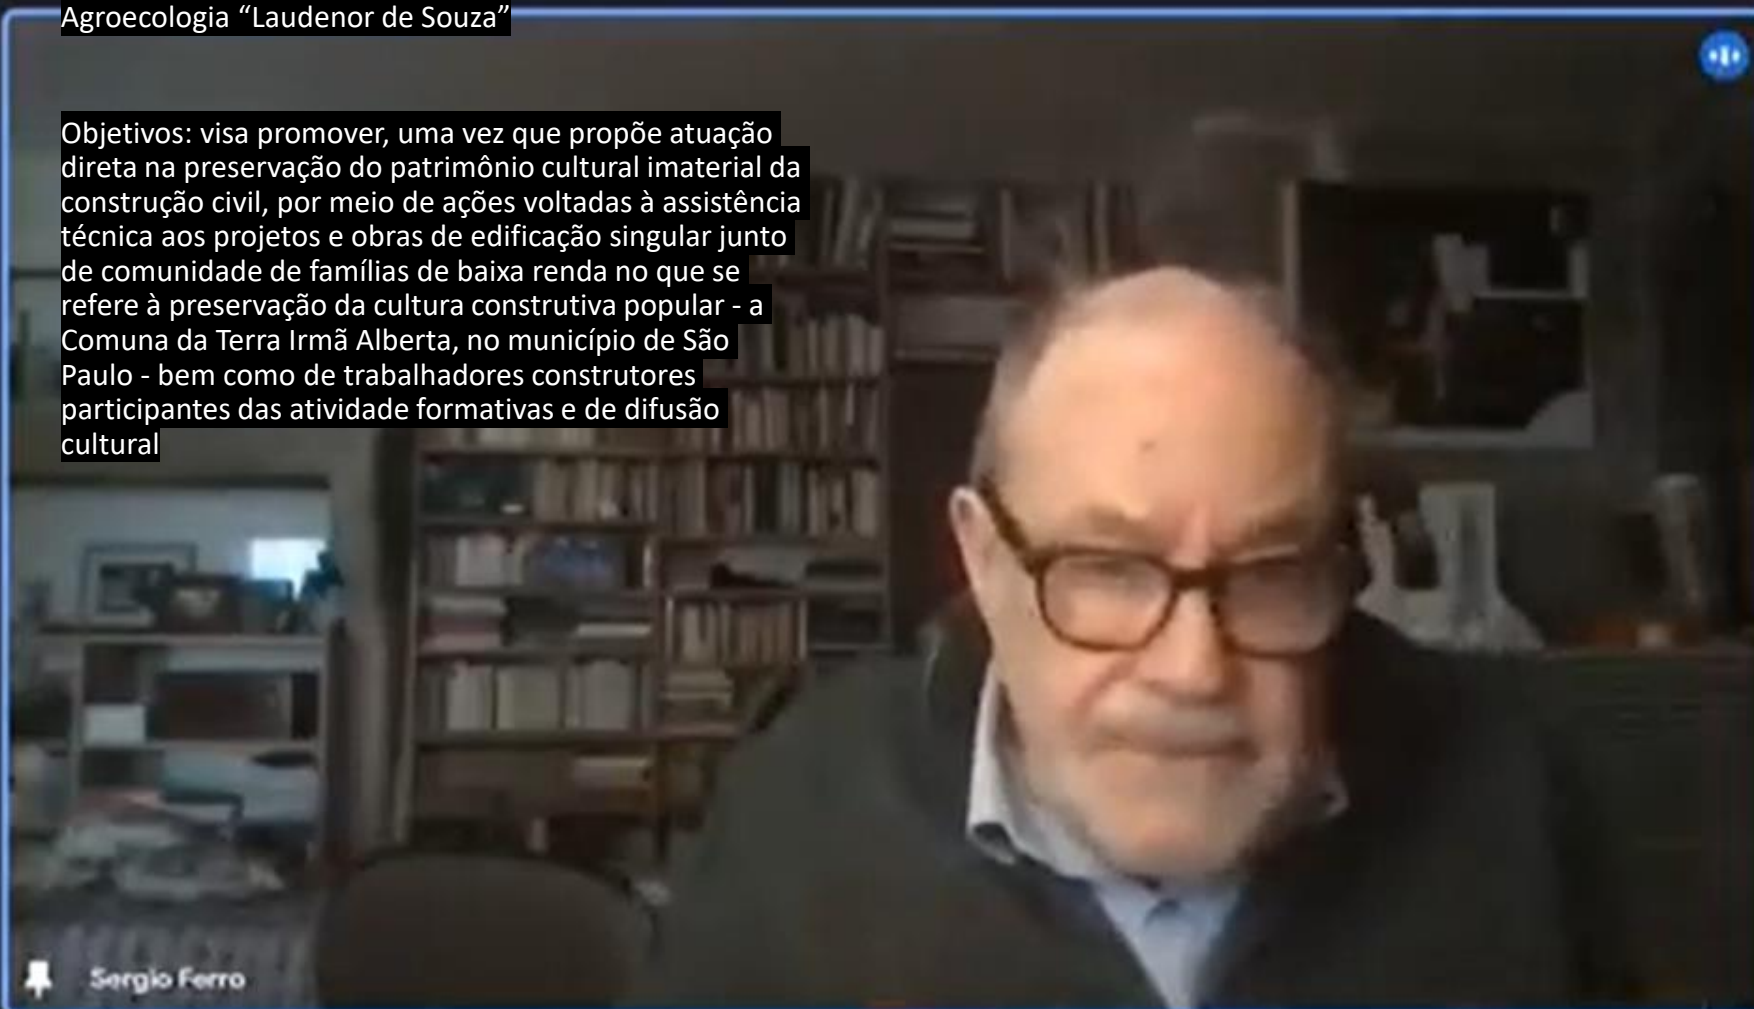 Agroecologia “Laudenor de Souza”
Objetivos: visa promover, uma vez que propõe atuação
direta na preservação do patrimônio cultural imaterial da
construção civil, por meio de ações voltadas à assistência
técnica aos projetos e obras de edificação singular junto
de comunidade de famílias de baixa renda no que se
refere à preservação da cultura construtiva popular - a
Comuna da Terra Irmã Alberta, no município de São
Paulo - bem como de trabalhadores construtores
participantes das atividade formativas e de difusão
cultural
Sergio Ferro